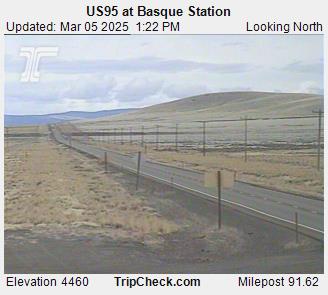 US95 at Basque Station
Updated: Mar 05 2025 1:22 PM Looking North
Elevation 4460 TripCheck.com Milepost 91.62